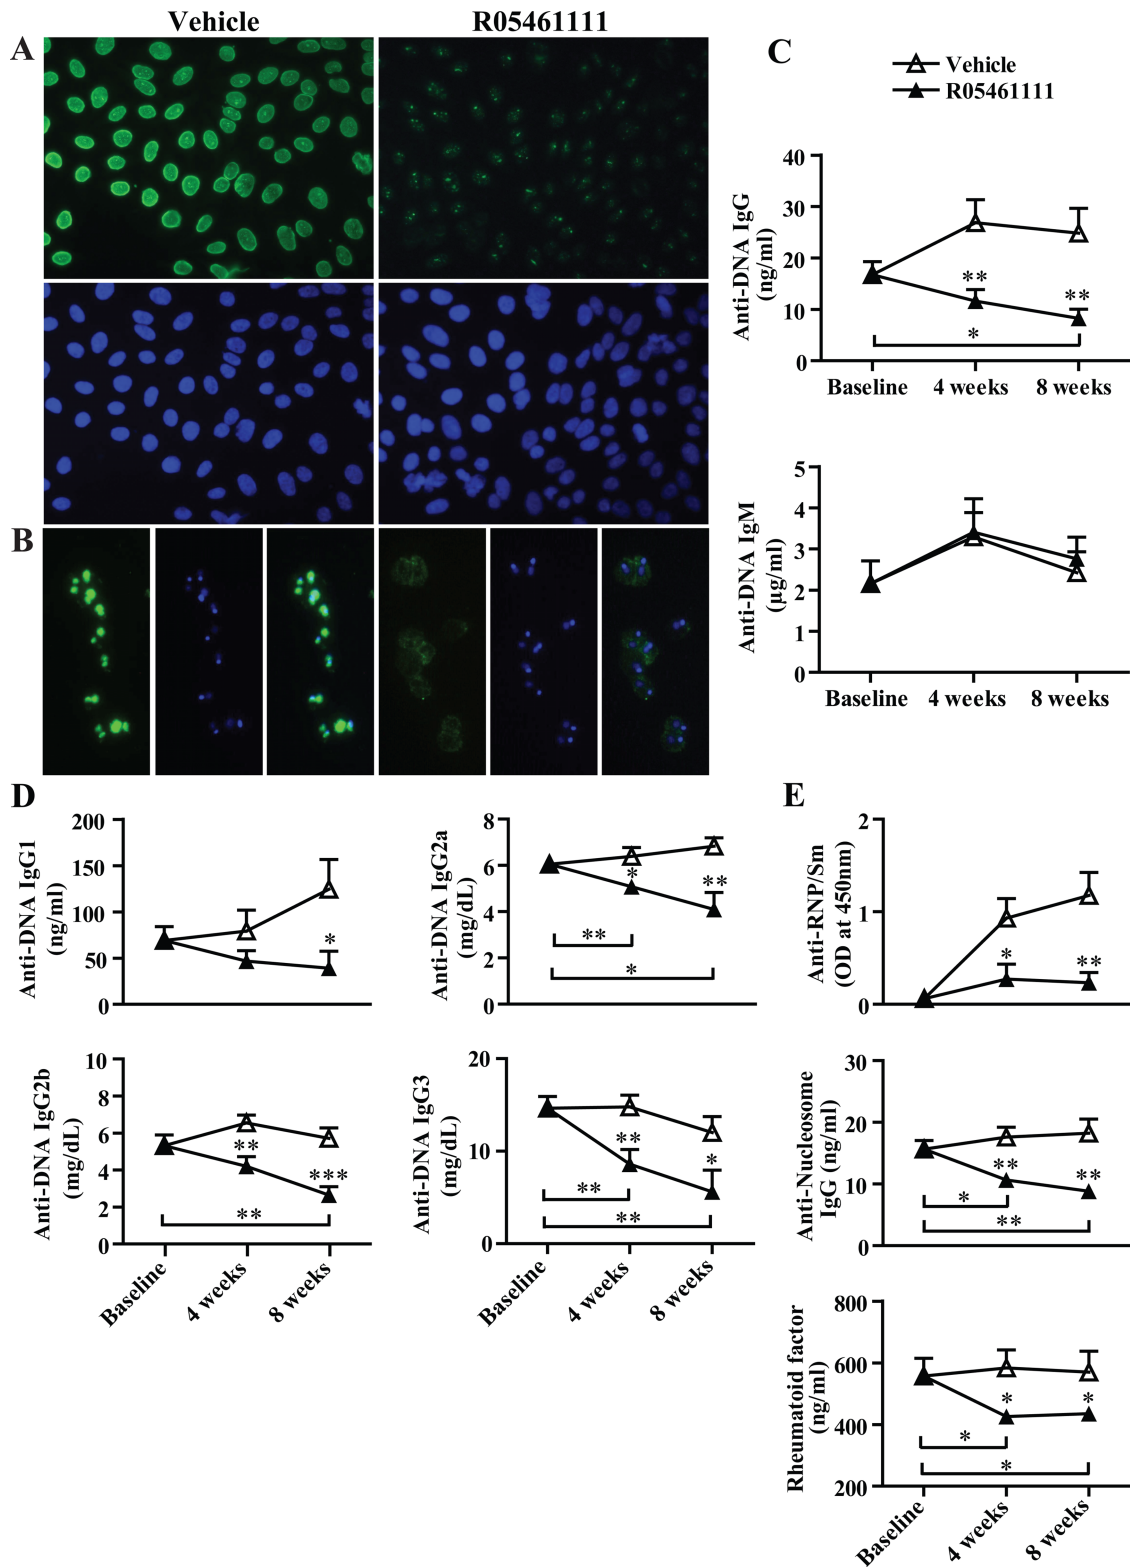 Vehicle
R05461111
A
B
C
Vehicle
R05461111
Anti-DNA IgG
(ng/ml)
40
30
20
10
0
**
**
*
Baseline
4 weeks
8 weeks
Anti-DNA IgM
(µg/ml)
5
4
3
2
1
0
Baseline
4 weeks
8 weeks
D
Anti-DNA IgG1
(ng/ml)
200
150
100
50
0
*
Anti-DNA IgG2a
(mg/dL)
8
6
4
2
0
*
**
**
*
Anti-DNA IgG2b
(mg/dL)
10
8
6
4
2
0
**
***
**
Baseline
4 weeks
8 weeks
Anti-DNA IgG3
(mg/dL)
20
10
0
**
*
**
**
Baseline
4 weeks
8 weeks
E
Anti-RNP/Sm
(OD at 450nm)
2
1
0
*
**
Anti-Nucleosome
IgG (ng/ml)
30
20
10
0
**
**
*
**
Rheumatoid factor
(ng/ml)
800
600
400
200
*
*
*
*
Baseline
4 weeks
8 weeks